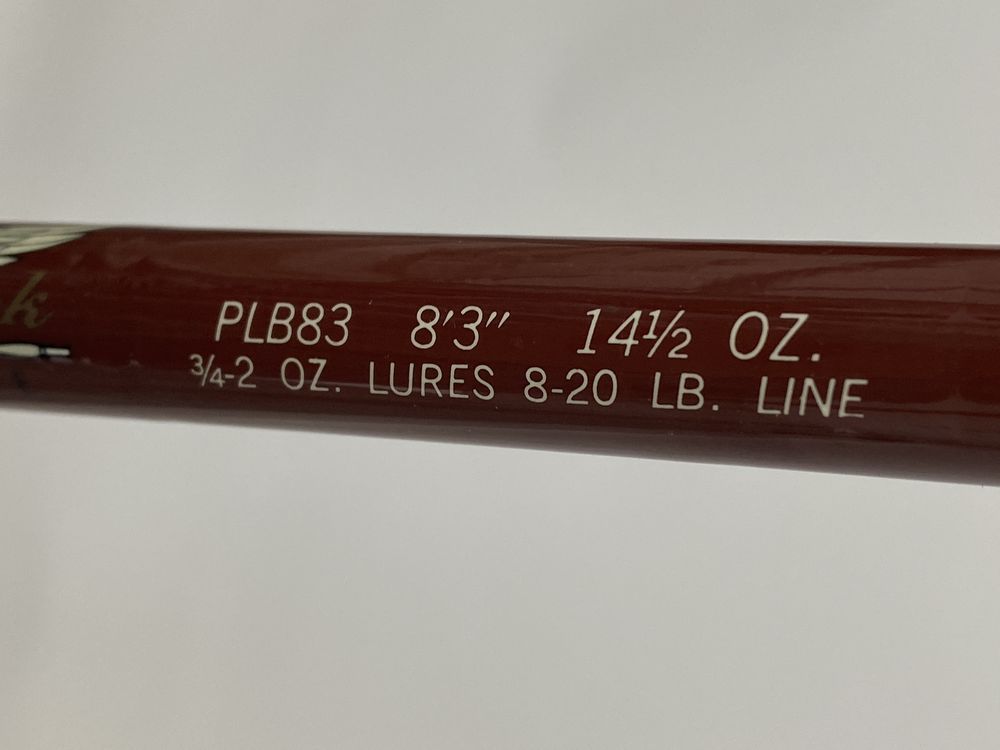 k
PLB83 8'3" 14½ OZ.
¾-2 OZ. LURES 8-20 LB. LINE